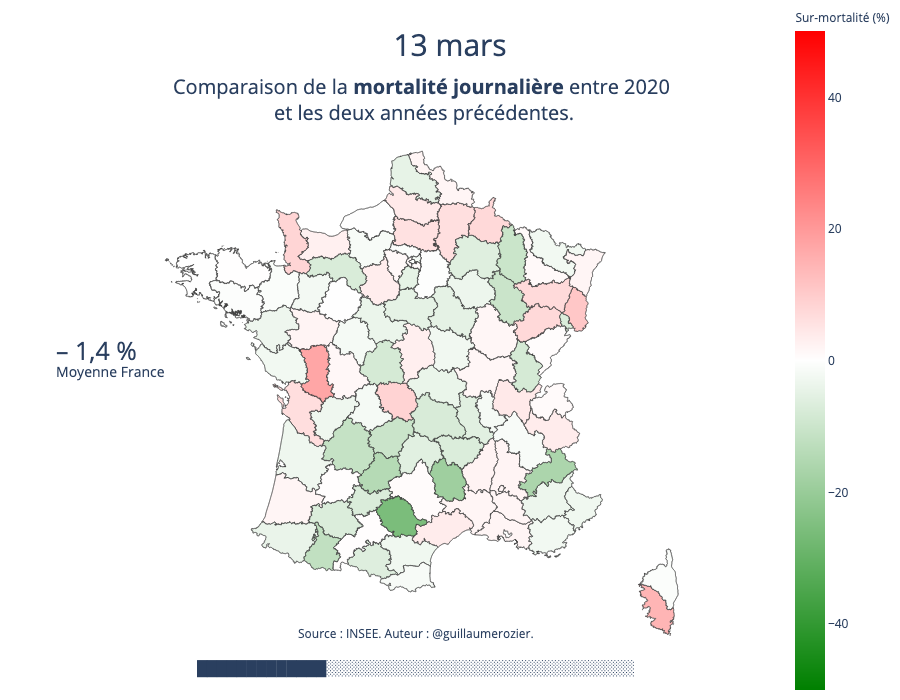 Sur-mortalité (%)
13 mars
Comparaison de la mortalité journalière entre 2020
et les deux années précédentes.
40
20
0
−20
−40
– 1,4 %
Moyenne France
Source : INSEE. Auteur : @guillaumerozier.